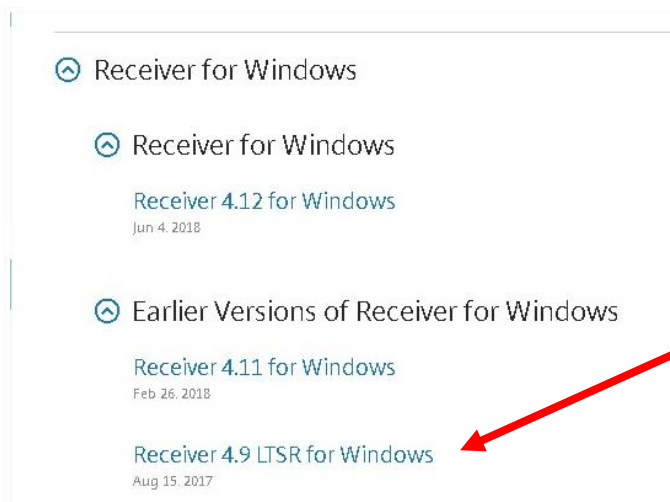 Receiver for Windows
Receiver for Windows
Receiver 4.12 for Windows
Jun 4, 2018
Earlier Versions of Receiver for Windows
Receiver 4.11 for Windows
Feb 26, 2018
Receiver 4.9 LTSR for Windows
Aug 15, 2017